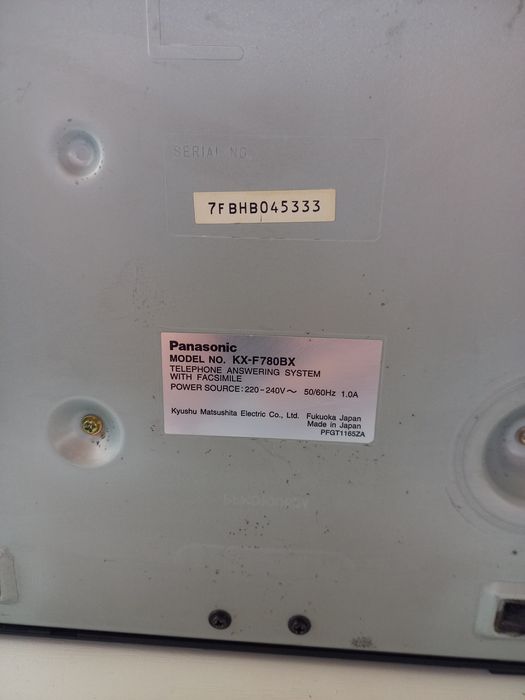 SERIAL NO.
7FBHB045333
Panasonic
MODEL NO. KX-F780BX
TELEPHONE ANSWERING SYSTEM
WITH FACSIMILE
POWER SOURCE: 220-240V～ 50/60Hz 1.0A
Kyushu Matsushita Electric Co., Ltd. Fukuoka Japan
Made in Japan
PFGT1165ZA